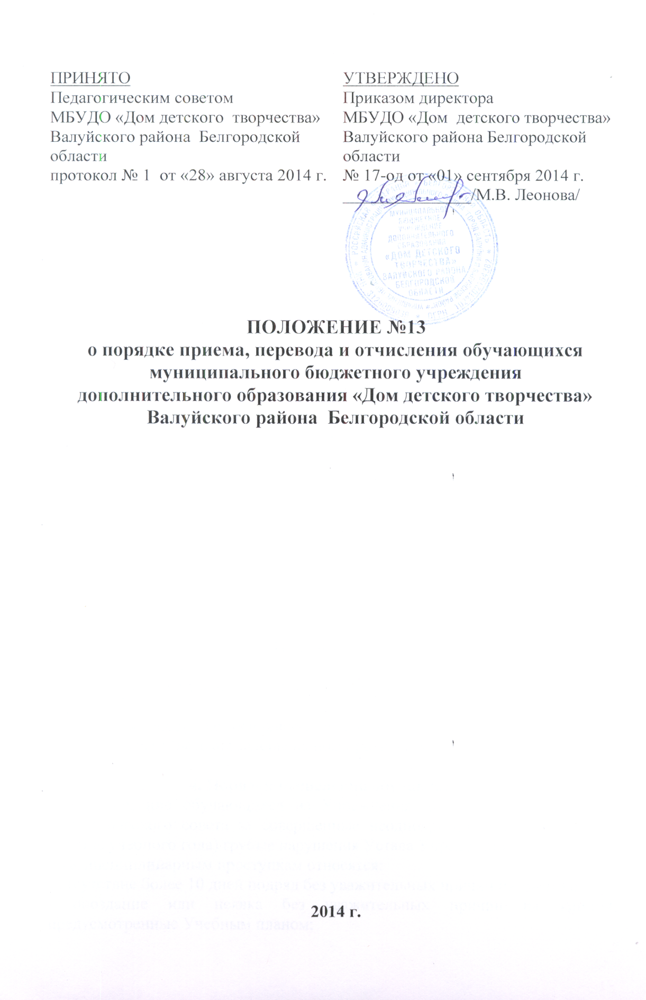 ПРИНЯТО
Педагогическим советом
МБУДО «Дом детского творчества»
Валуйского района Белгородской
области
протокол № 1 от «28» августа 2014 г.
УТВЕРЖДЕНО
Приказом директора
МБУДО «Дом детского творчества»
Валуйского района Белгородской
области
№ 17-од от «01» сентября 2014 г.
/М.В. Леонова/
МУНИЦИПАЛЬНОЕ
БЮДЖЕТНОЕ
УЧРЕЖДЕНИЕ
ДОПОЛНИТЕЛЬНОГО
ОБРАЗОВАНИЯ
«ДОМ ДЕТСКОГО
ТВОРЧЕСТВА»
ВАЛУЙСКОГО РАЙОНА
БЕЛГОРОДСКОЙ
ОБЛАСТИ
ПОЛОЖЕНИЕ №13
о порядке приема, перевода и отчисления обучающихся
муниципального бюджетного учреждения
дополнительного образования «Дом детского творчества»
Валуйского района Белгородской области
2014 г.